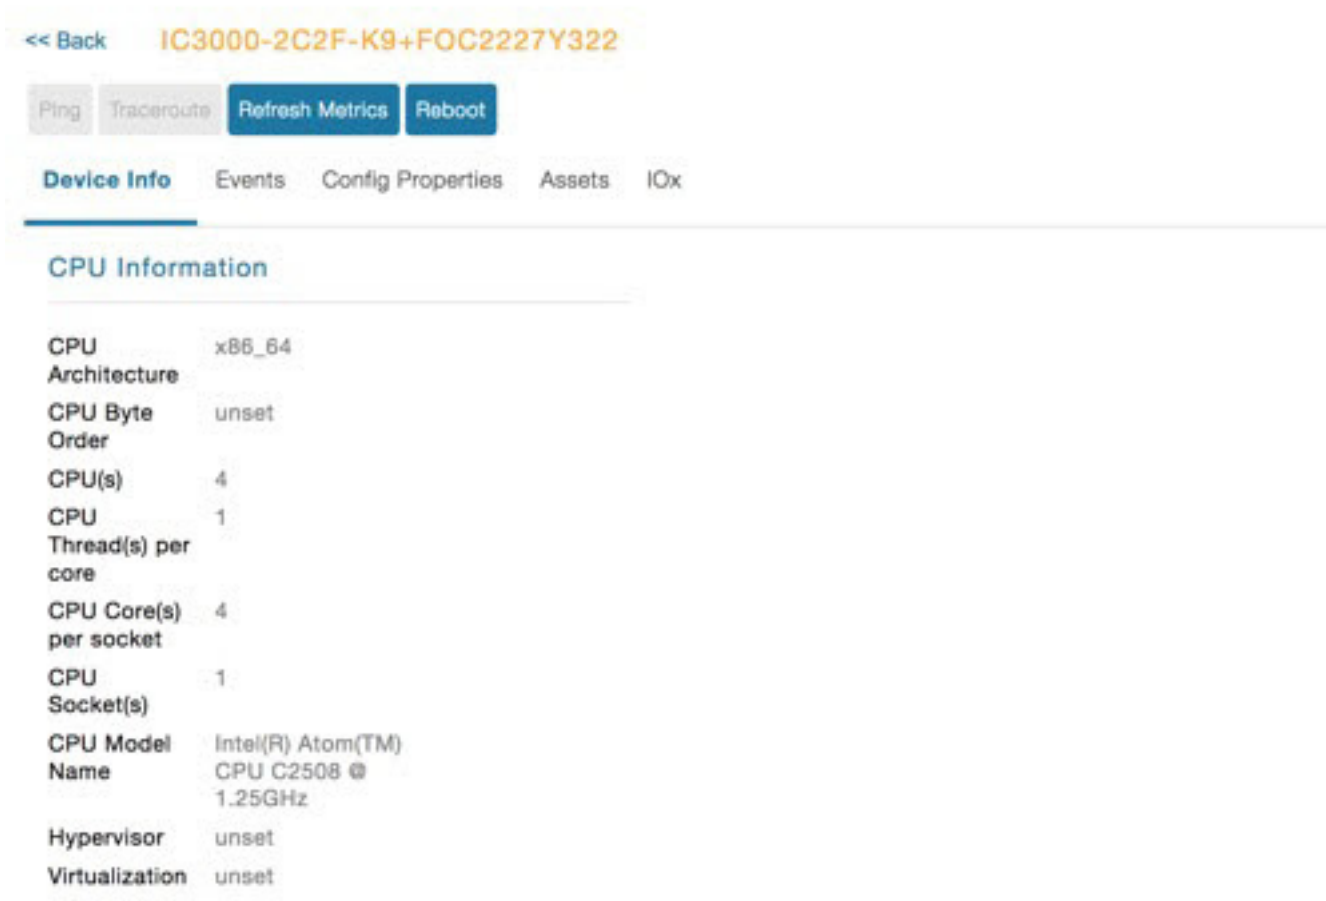 << Back IC3000-2C2F-K9+FOC2227Y322
Ping Traceroute Refresh Metrics Reboot
Device Info Events Config Properties Assets IOx
CPU Information
CPU x86_64
Architecture
CPU Byte unset
Order
CPU(s) 4
CPU 1
Thread(s) per
core
CPU Core(s) 4
per socket
CPU 1
Socket(s)
CPU Model Intel(R) Atom(TM)
Name CPU C2508 @
1.25GHz
Hypervisor unset
Virtualization unset